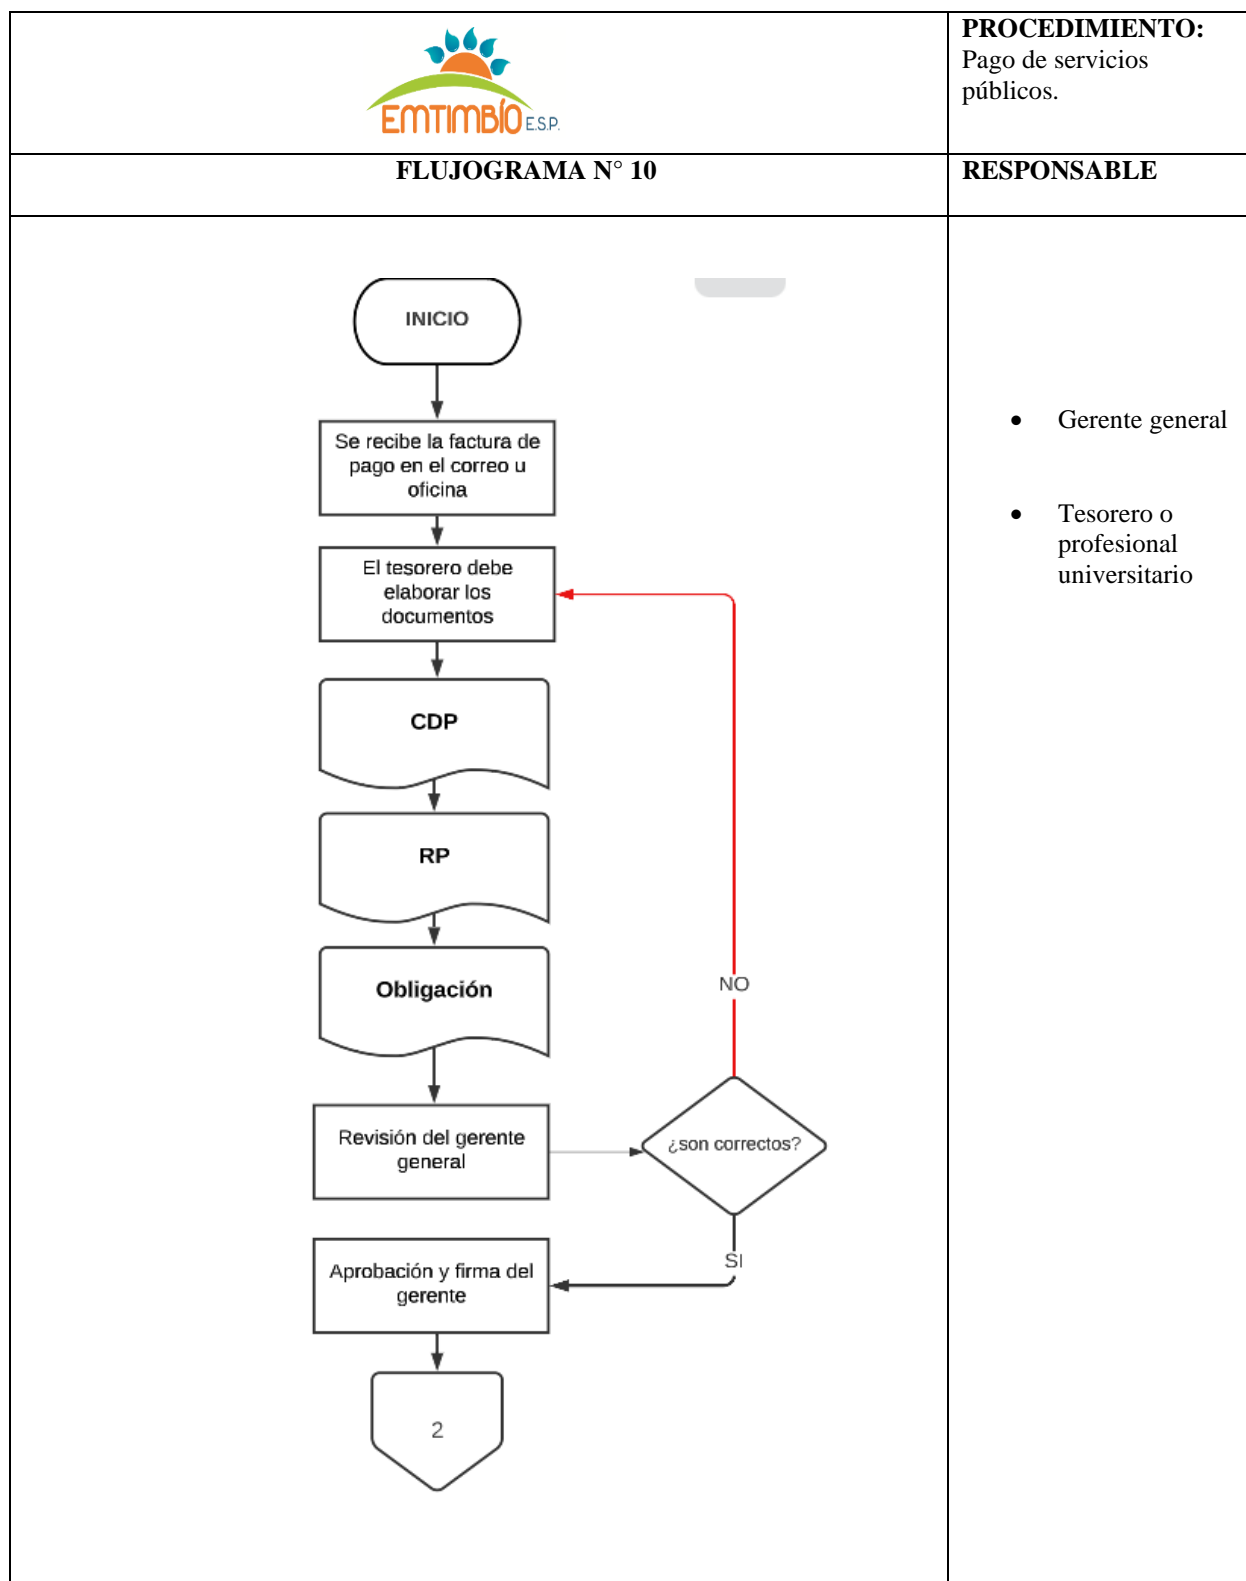 EMTIMBÍO E.S.P.
PROCEDIMIENTO:
Pago de servicios
públicos.
FLUJOGRAMA N° 10
RESPONSABLE
INICIO
Se recibe la factura de
pago en el correo u
oficina
El tesorero debe
elaborar los
documentos
CDP
RP
Obligación
NO
Revisión del gerente
general
¿son correctos?
SI
Aprobación y firma del
gerente
2
• Gerente general
• Tesorero o
profesional
universitario